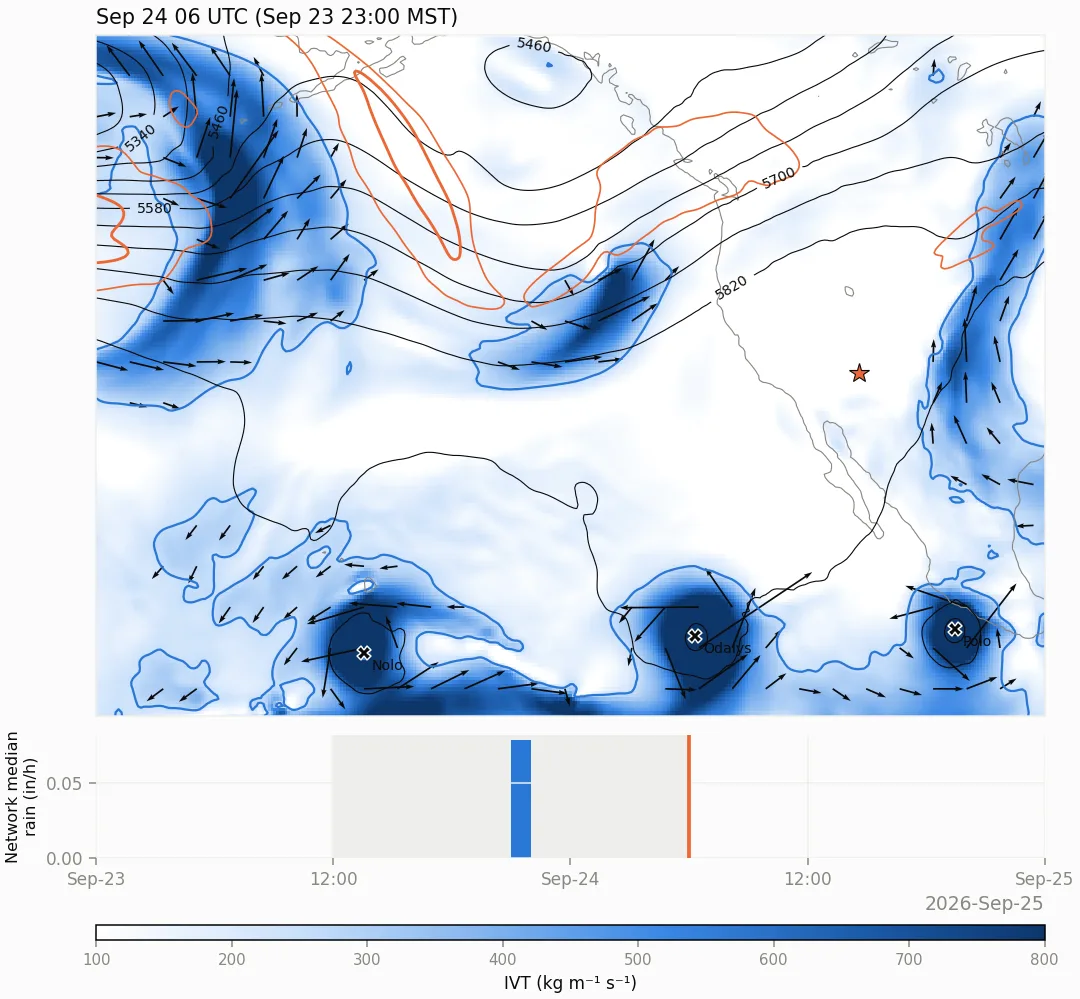 Sep 24 06 UTC (Sep 23 23:00 MST)
5460
5460
5340
5580
5700
5820
Nolo
Odalys
Polo
Network median
rain (in/h)
0.05
0.00
Sep-23
12:00
Sep-24
12:00
Sep-25
2026-Sep-25
100
200
300
400
500
600
700
800
IVT (kg m⁻¹ s⁻¹)